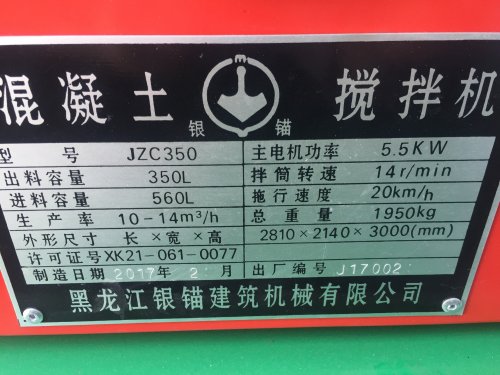 混凝土 银锚 搅拌机
型号 JZC350 主电机功率 5.5KW
出料容量 350L 拌筒转速 14r/min
进料容量 560L 拖行速度 20km/h
生产率 10-14m³/h 总重量 1950kg
外形尺寸 长×宽×高 2810×2140×3000(mm)
许可证号 XK21-061-0077
制造日期 2017年2月 出厂编号 J17002
黑龙江银锚建筑机械有限公司